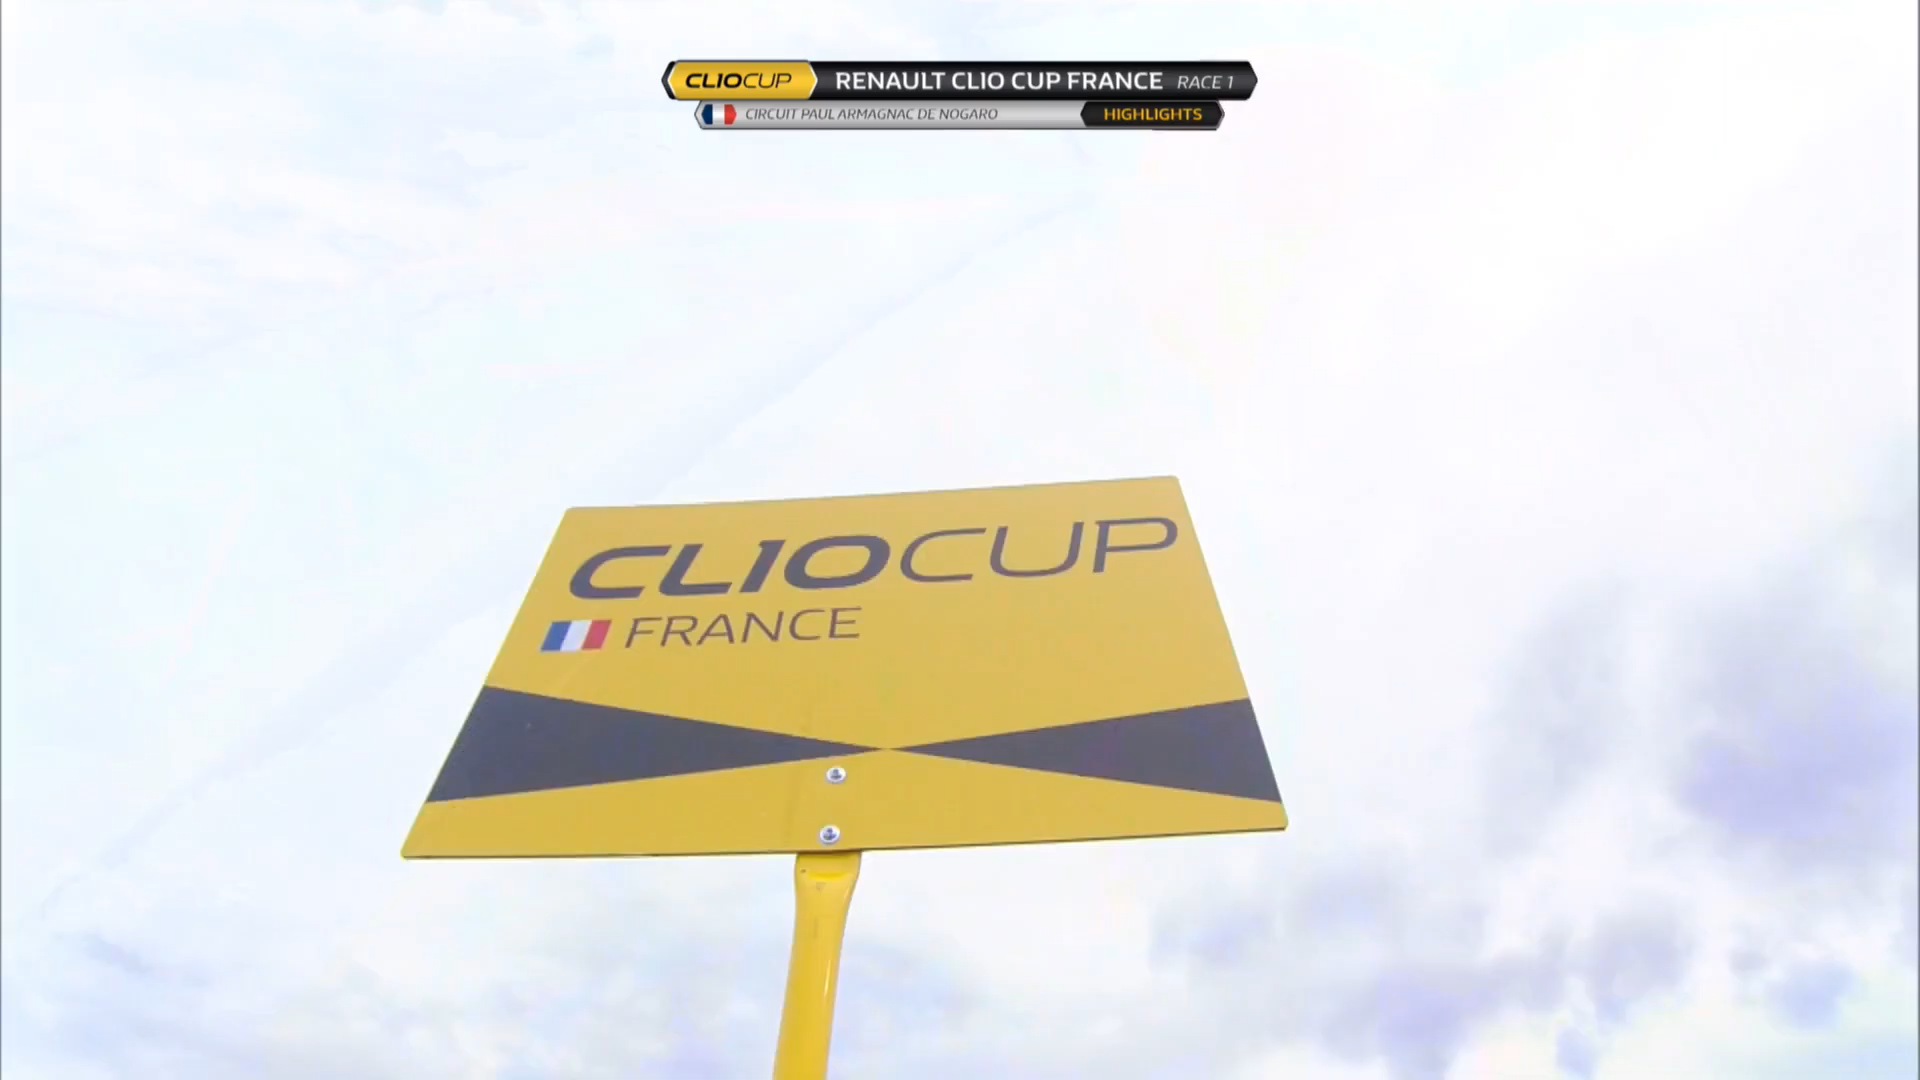 CLIOCUP RENAULT CLIO CUP FRANCE RACE 1
CIRCUIT PAUL ARMAGNAC DE NOGARO HIGHLIGHTS
CLIOCUP
FRANCE